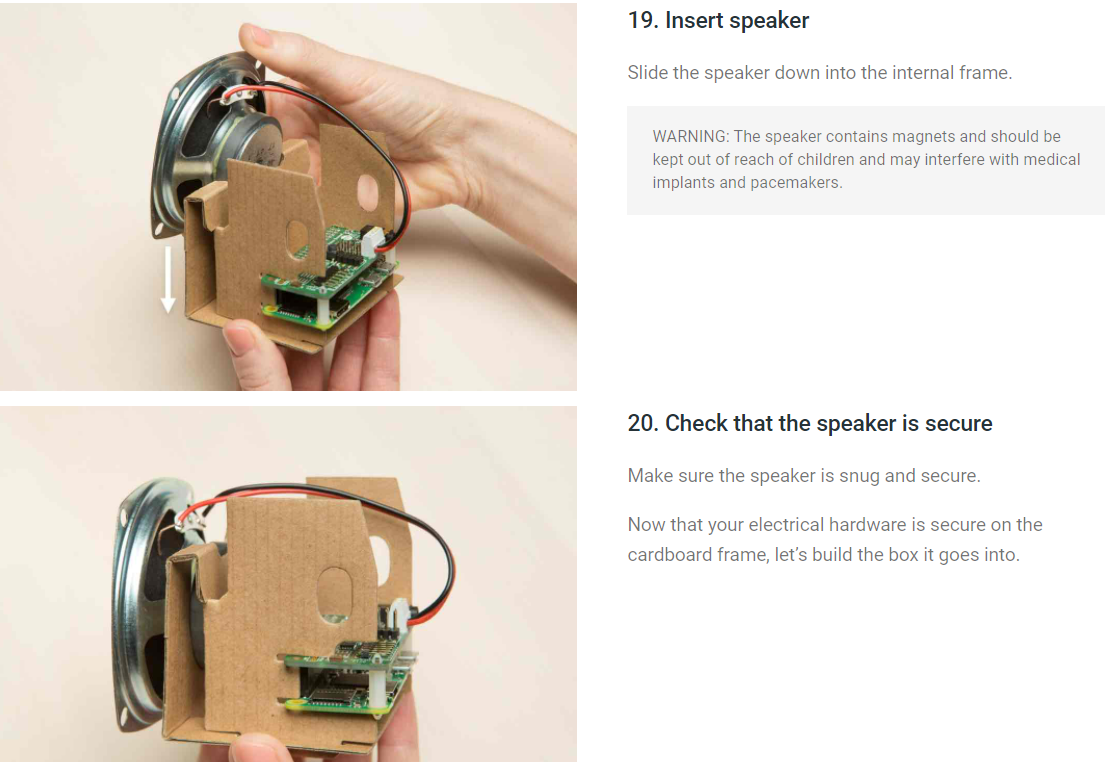 19. Insert speaker
Slide the speaker down into the internal frame.
WARNING: The speaker contains magnets and should be
kept out of reach of children and may interfere with medical
implants and pacemakers.
20. Check that the speaker is secure
Make sure the speaker is snug and secure.
Now that your electrical hardware is secure on the
cardboard frame, let’s build the box it goes into.